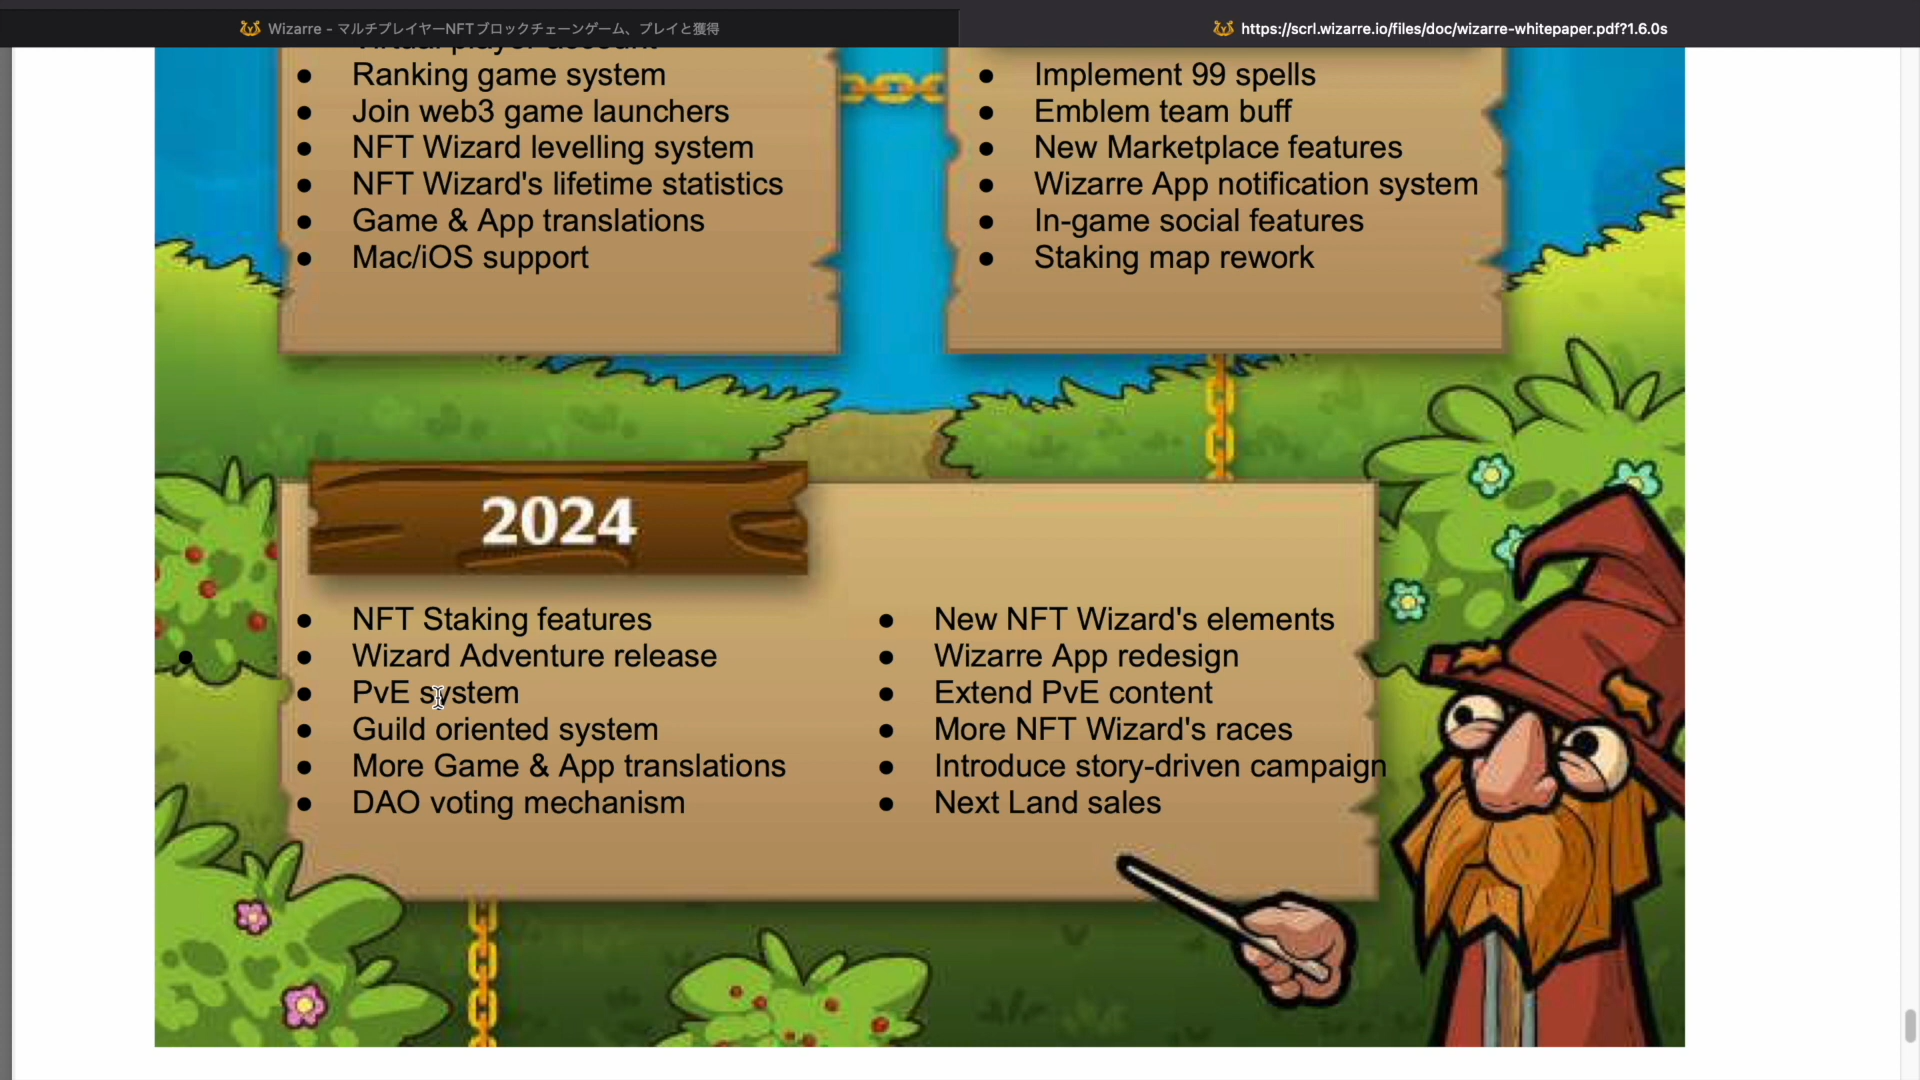 Wizarre - マルチプレイヤーNFTブロックチェーンゲーム、プレイと獲得
https://scrl.wizarre.io/files/doc/wizarre-whitepaper.pdf?1.6.0s
Virtual player account
● Ranking game system
● Join web3 game launchers
● NFT Wizard levelling system
● NFT Wizard's lifetime statistics
● Game & App translations
● Mac/iOS support
● Implement 99 spells
● Emblem team buff
● New Marketplace features
● Wizarre App notification system
● In-game social features
● Staking map rework
2024
● NFT Staking features
● Wizard Adventure release
● PvE system
● Guild oriented system
● More Game & App translations
● DAO voting mechanism
● New NFT Wizard's elements
● Wizarre App redesign
● Extend PvE content
● More NFT Wizard's races
● Introduce story-driven campaign
● Next Land sales